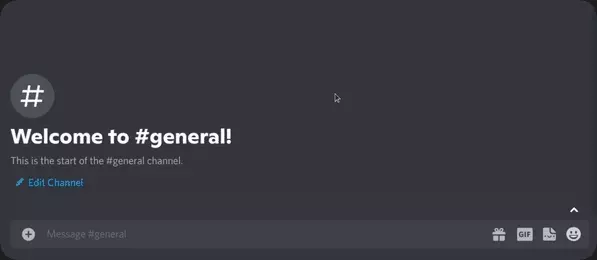 #
Welcome to #general!
This is the start of the #general channel.
Edit Channel
Message #general
GIF